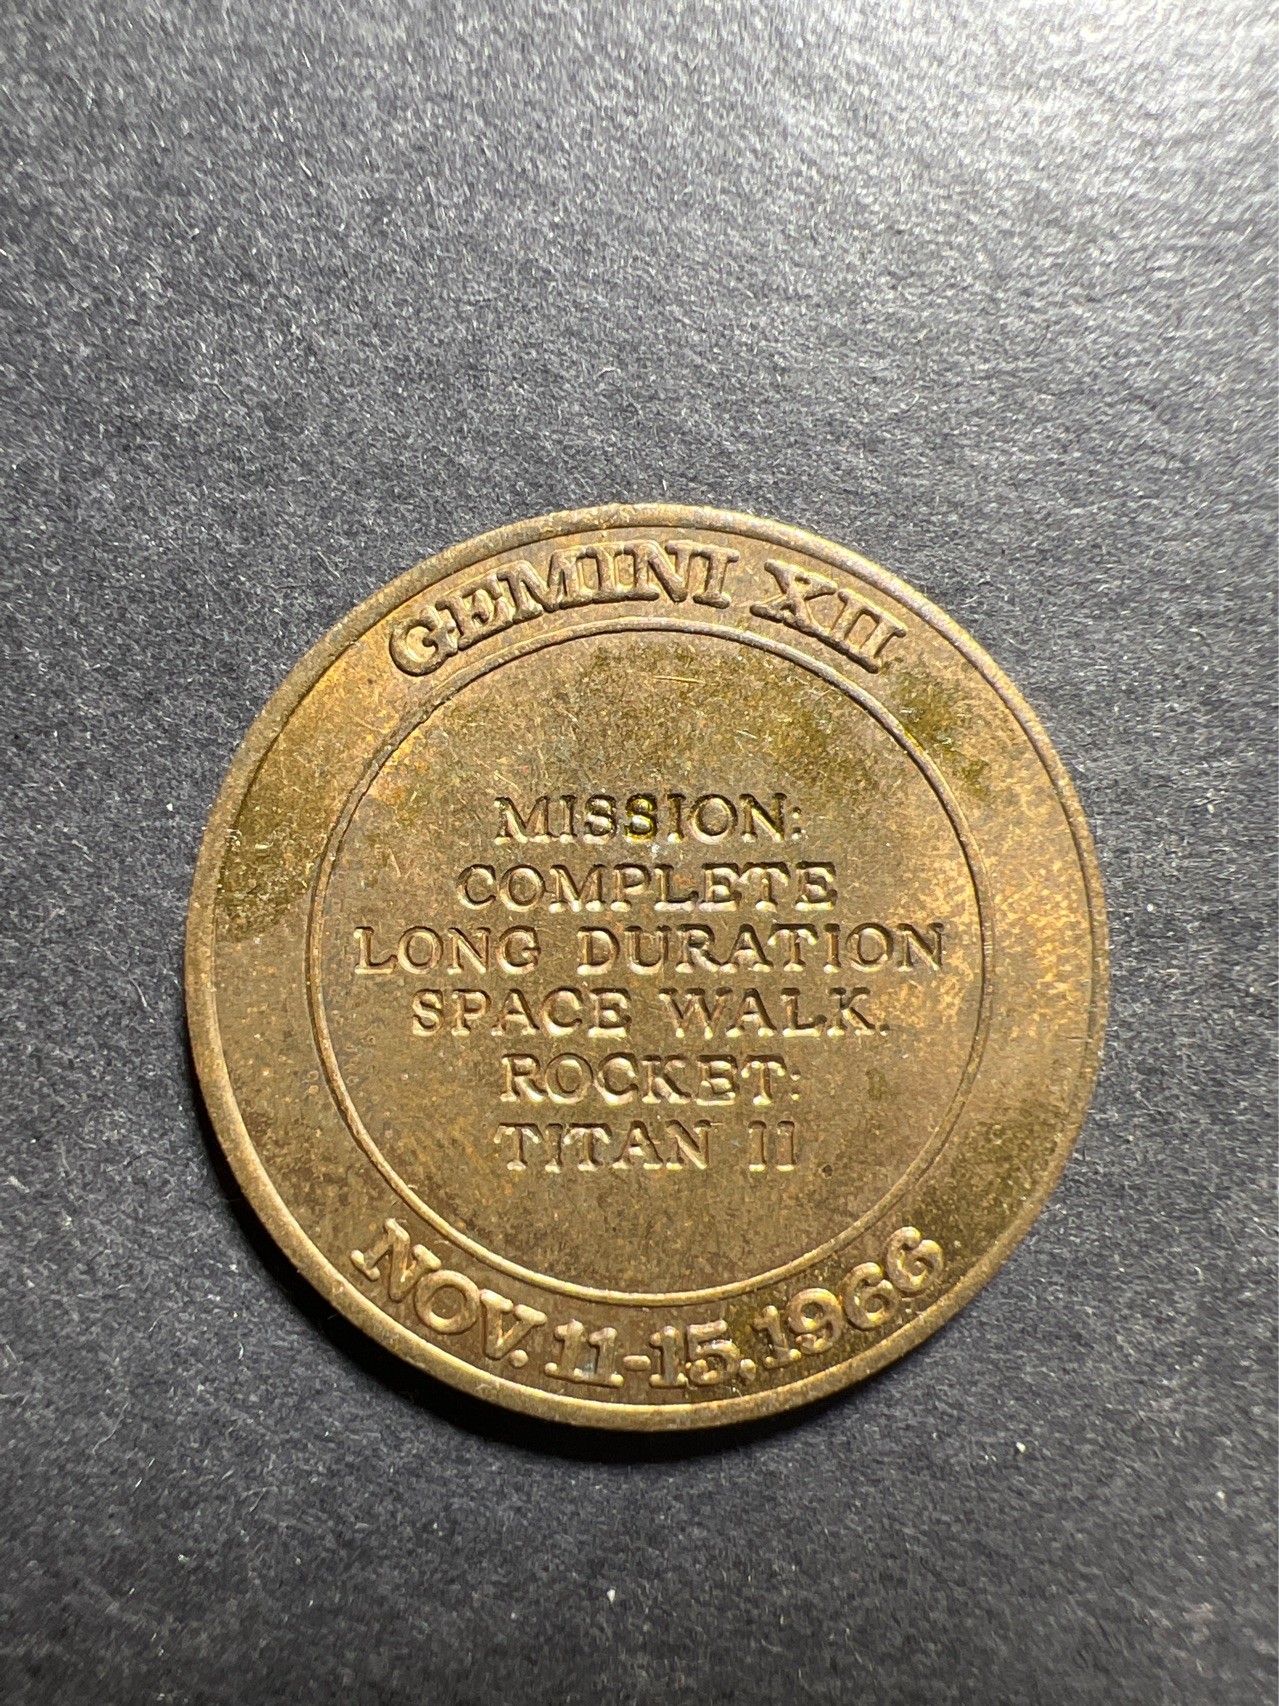 GEMINI XII
MISSION:
COMPLETE
LONG DURATION
SPACE WALK.
ROCKET:
TITAN II
NOV. 11-15, 1966